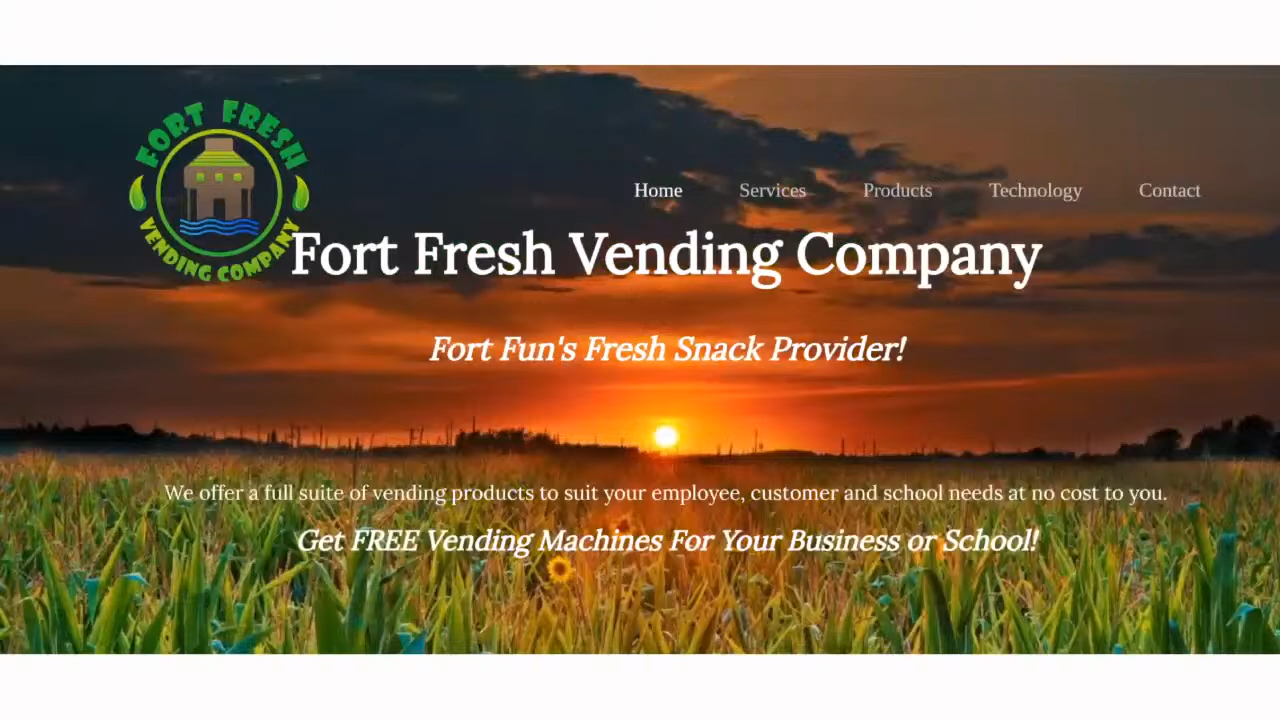 FORT FRESH
VENDING COMPANY
Home Services Products Technology Contact
Fort Fresh Vending Company
Fort Fun's Fresh Snack Provider!
We offer a full suite of vending products to suit your employee, customer and school needs at no cost to you.
Get FREE Vending Machines For Your Business or School!